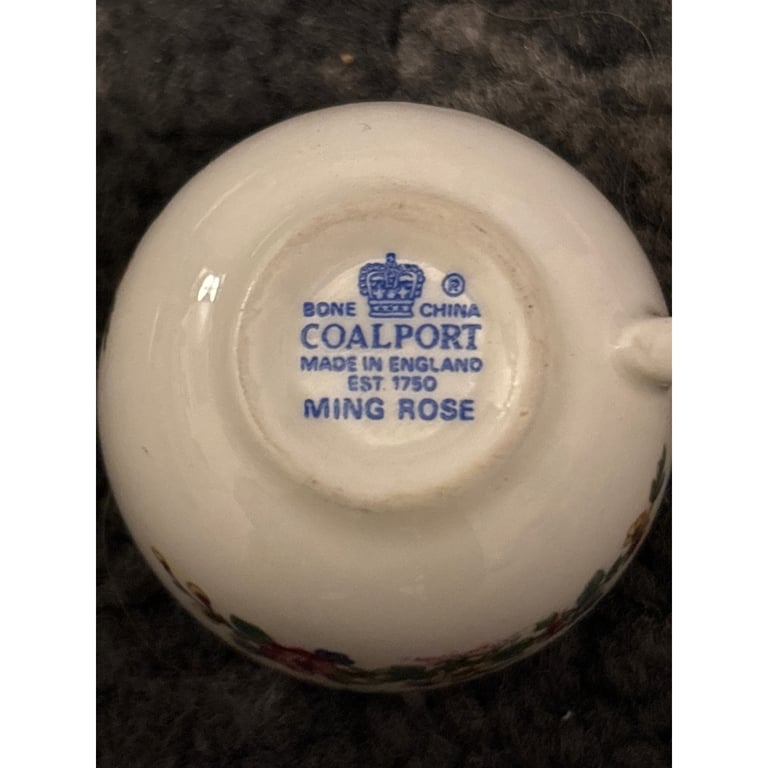 ®
BONE CHINA
COALPORT
MADE IN ENGLAND
EST. 1750
MING ROSE